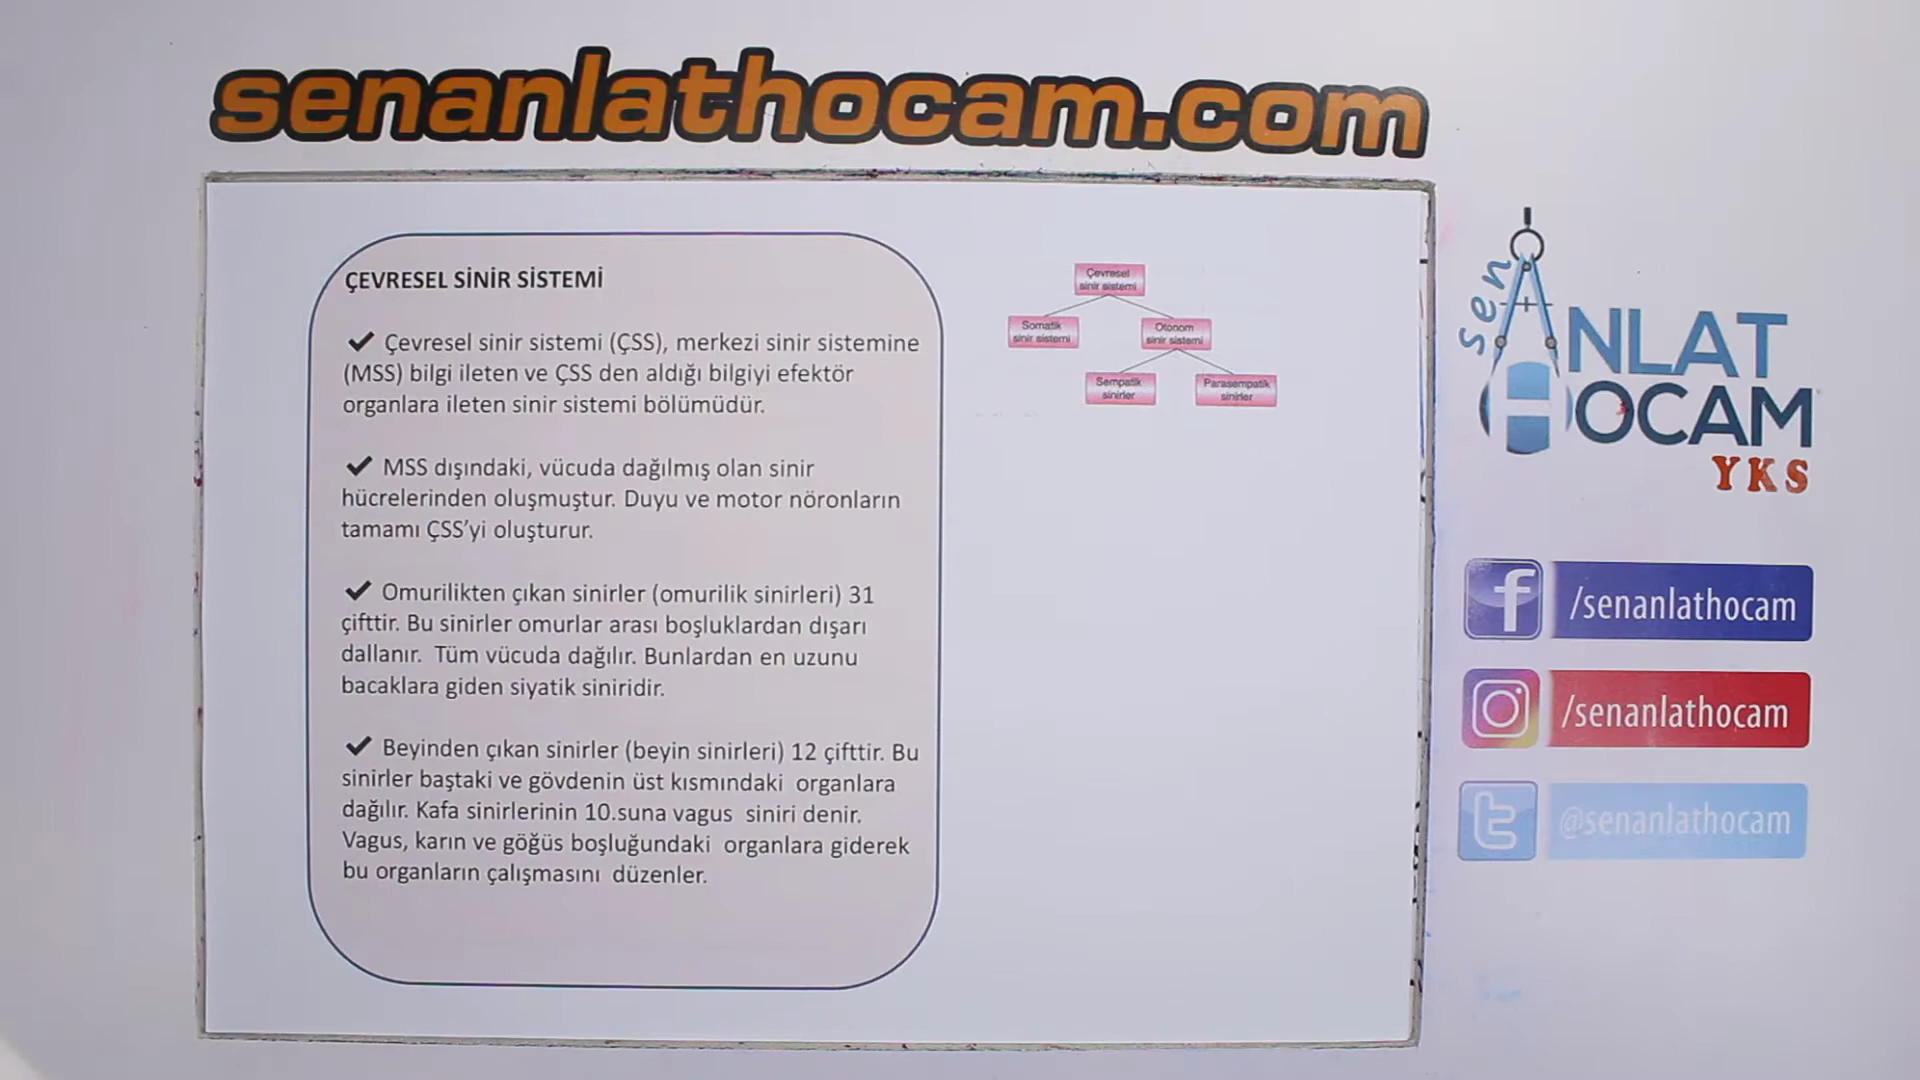 senanlathocam.com
ÇEVRESEL SİNİR SİSTEMİ
✔ Çevresel sinir sistemi (ÇSS), merkezi sinir sistemine
(MSS) bilgi ileten ve ÇSS den aldığı bilgiyi efektör
organlara ileten sinir sistemi bölümüdür.
✔ MSS dışındaki, vücuda dağılmış olan sinir
hücrelerinden oluşmuştur. Duyu ve motor nöronların
tamamı ÇSS’yi oluşturur.
✔ Omurilikten çıkan sinirler (omurilik sinirleri) 31
çifttir. Bu sinirler omurlar arası boşluklardan dışarı
dallanır. Tüm vücuda dağılır. Bunlardan en uzunu
bacaklara giden siyatik siniridir.
✔ Beyinden çıkan sinirler (beyin sinirleri) 12 çifttir. Bu
sinirler baştaki ve gövdenin üst kısmındaki organlara
dağılır. Kafa sinirlerinin 10.suna vagus siniri denir.
Vagus, karın ve göğüs boşluğundaki organlara giderek
bu organların çalışmasını düzenler.
Çevresel
sinir sistemi
Somatik
sinir sistemi
Otonom
sinir sistemi
Sempatik
sinirler
Parasempatik
sinirler
sen
ANLAT
HOCAM
YKS
/senanlathocam
/senanlathocam
@senanlathocam